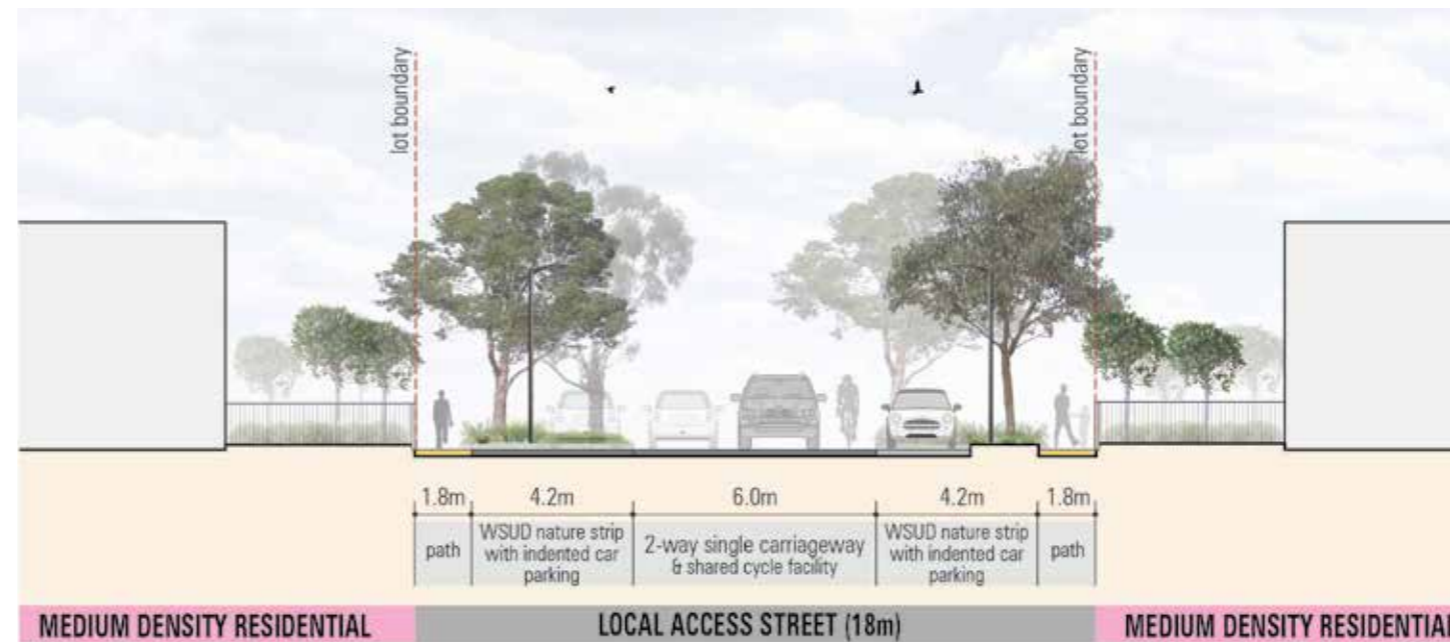 lot boundary
lot boundary
1.8m
4.2m
6.0m
4.2m
1.8m
path
WSUD nature strip
with indented car
parking
2-way single carriageway
& shared cycle facility
WSUD nature strip
with indented car
parking
path
MEDIUM DENSITY RESIDENTIAL
LOCAL ACCESS STREET (18m)
MEDIUM DENSITY RESIDENTIAL